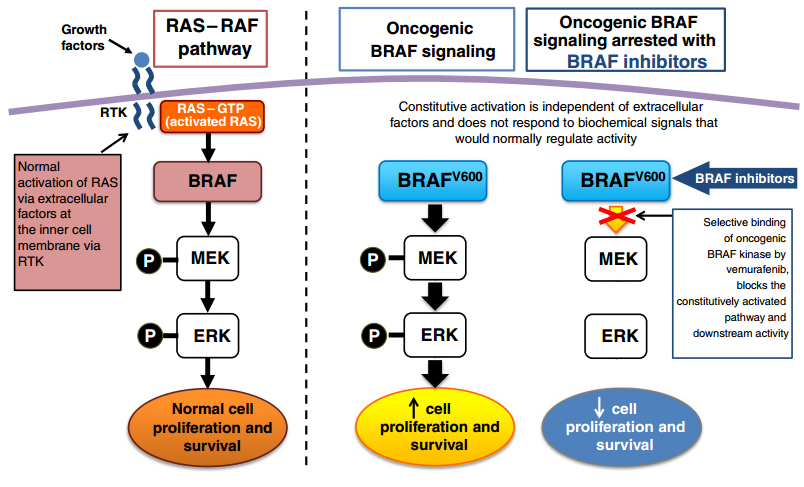 Growth
factors
RAS–RAF
pathway
RTK
RAS–GTP
(activated RAS)
Normal
activation of RAS
via extracellular
factors at
the inner cell
membrane via
RTK
BRAF
P
MEK
P
ERK
Normal cell
proliferation and
survival
Oncogenic
BRAF signaling
Oncogenic BRAF
signaling arrested with
BRAF inhibitors
Constitutive activation is independent of extracellular
factors and does not respond to biochemical signals that
would normally regulate activity
BRAFV600
P
MEK
P
ERK
↑ cell
proliferation and
survival
BRAFV600
BRAF inhibitors
MEK
Selective binding
of oncogenic
BRAF kinase by
vemurafenib,
blocks the
constitutively activated
pathway and
downstream activity
ERK
↓ cell
proliferation and
survival